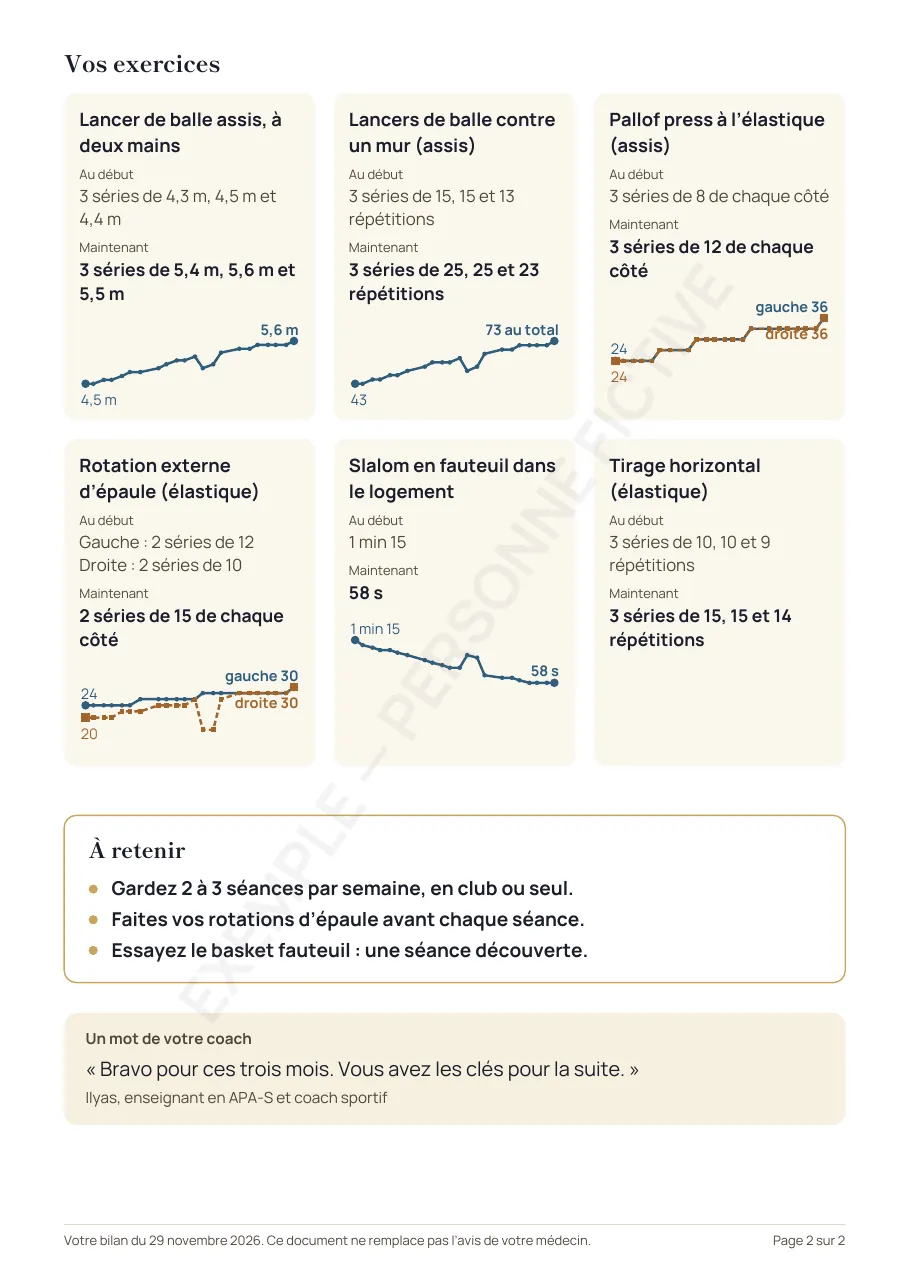 Vos exercices
Lancer de balle assis, à
deux mains
Au début
3 séries de 4,3 m, 4,5 m et
4,4 m
Maintenant
3 séries de 5,4 m, 5,6 m et
5,5 m
5,6 m
4,5 m
Lancers de balle contre
un mur (assis)
Au début
3 séries de 15, 15 et 13
répétitions
Maintenant
3 séries de 25, 25 et 23
répétitions
73 au total
43
Pallof press à l’élastique
(assis)
Au début
3 séries de 8 de chaque côté
Maintenant
3 séries de 12 de chaque
côté
gauche 36
droite 36
24
24
Rotation externe
d’épaule (élastique)
Au début
Gauche : 2 séries de 12
Droite : 2 séries de 10
Maintenant
2 séries de 15 de chaque
côté
gauche 30
24
droite 30
20
Slalom en fauteuil dans
le logement
Au début
1 min 15
Maintenant
58 s
1 min 15
58 s
Tirage horizontal
(élastique)
Au début
3 séries de 10, 10 et 9
répétitions
Maintenant
3 séries de 15, 15 et 14
répétitions
EXEMPLE — PERSONNE FICTIVE
À retenir
Gardez 2 à 3 séances par semaine, en club ou seul.
Faites vos rotations d’épaule avant chaque séance.
Essayez le basket fauteuil : une séance découverte.
Un mot de votre coach
« Bravo pour ces trois mois. Vous avez les clés pour la suite. »
Ilyas, enseignant en APA-S et coach sportif
Votre bilan du 29 novembre 2026. Ce document ne remplace pas l’avis de votre médecin.
Page 2 sur 2